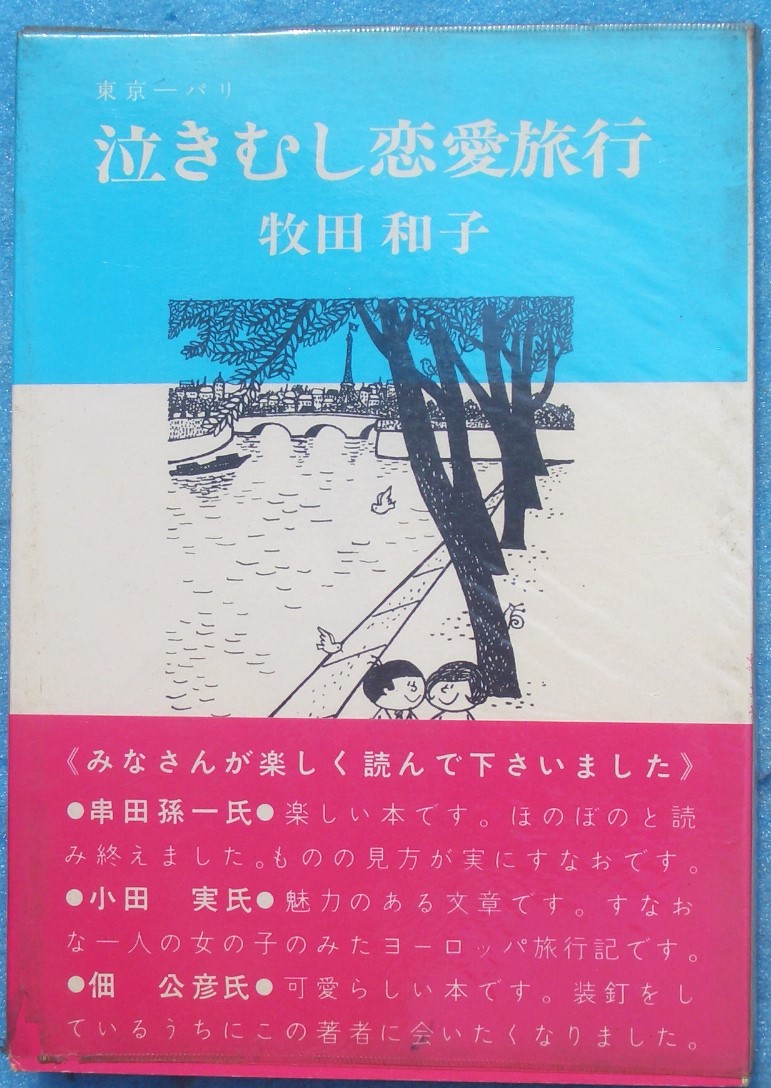 東京―パリ
泣きむし恋愛旅行
牧田 和子
《みなさんが楽しく読んで下さいました》
●串田孫一氏●楽しい本です。ほのぼのと読
み終えました。ものの見方が実にすなおです。
●小田　実氏●魅力のある文章です。すなお
な一人の女の子のみたヨーロッパ旅行記です。
●佃　公彦氏●可愛らしい本です。装釘をし
ているうちにこの著者に会いたくなりました。